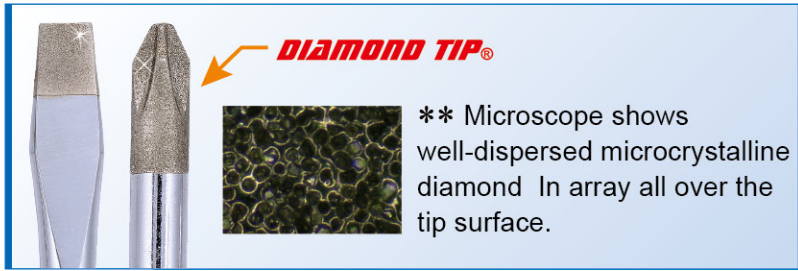 DIAMOND TIP®
** Microscope shows
well-dispersed microcrystalline
diamond In array all over the
tip surface.